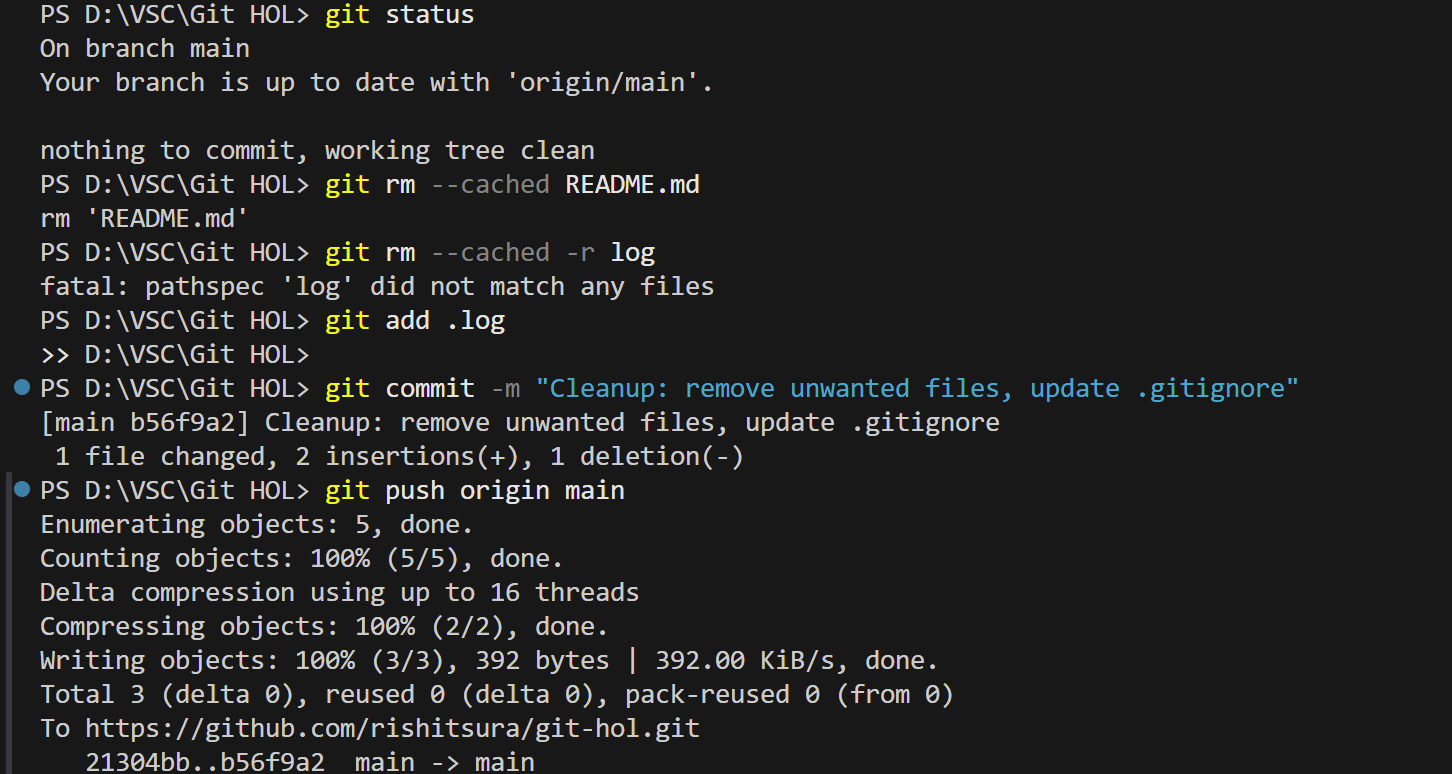 PS D:\VSC\Git HOL> git status
On branch main
Your branch is up to date with 'origin/main'.
nothing to commit, working tree clean
PS D:\VSC\Git HOL> git rm --cached README.md
rm 'README.md'
PS D:\VSC\Git HOL> git rm --cached -r log
fatal: pathspec 'log' did not match any files
PS D:\VSC\Git HOL> git add .log
>> D:\VSC\Git HOL>
PS D:\VSC\Git HOL> git commit -m "Cleanup: remove unwanted files, update .gitignore"
[main b56f9a2] Cleanup: remove unwanted files, update .gitignore
 1 file changed, 2 insertions(+), 1 deletion(-)
PS D:\VSC\Git HOL> git push origin main
Enumerating objects: 5, done.
Counting objects: 100% (5/5), done.
Delta compression using up to 16 threads
Compressing objects: 100% (2/2), done.
Writing objects: 100% (3/3), 392 bytes | 392.00 KiB/s, done.
Total 3 (delta 0), reused 0 (delta 0), pack-reused 0 (from 0)
To https://github.com/rishitsura/git-hol.git
   21304bb..b56f9a2  main -> main